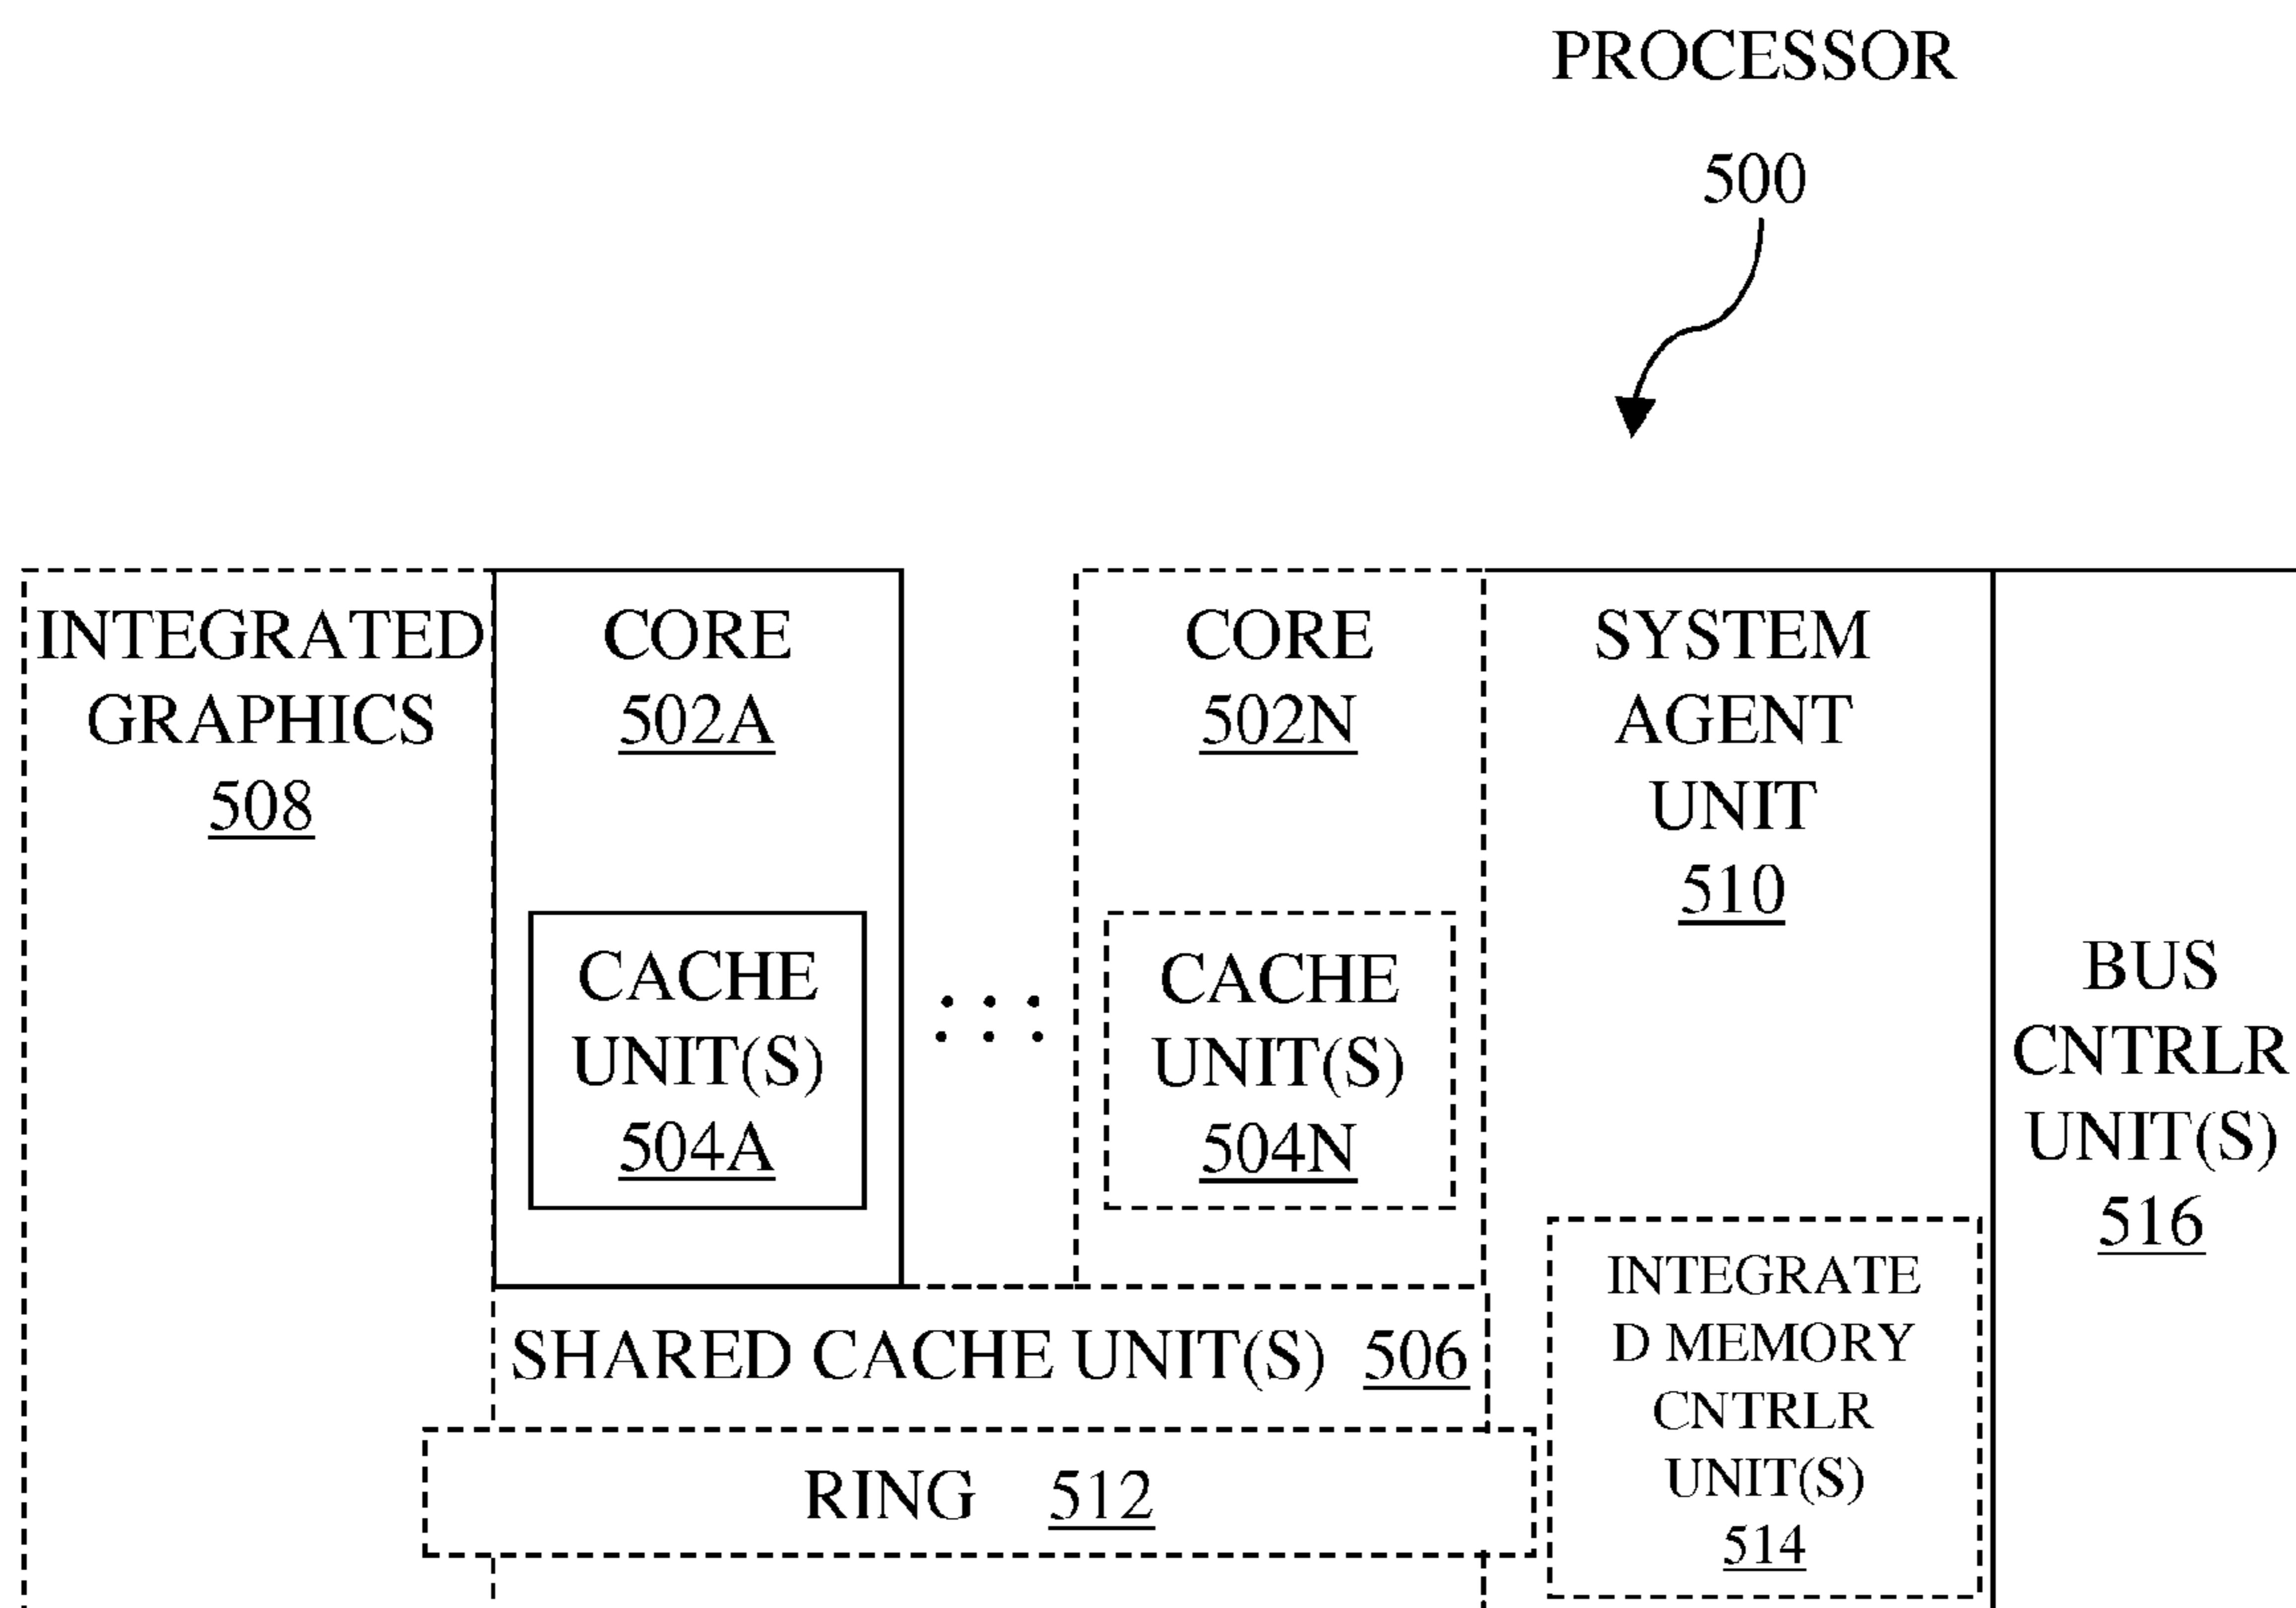 PROCESSOR
500
INTEGRATED
GRAPHICS
508
CORE
502A
CACHE
UNIT(S)
504A
CORE
502N
CACHE
UNIT(S)
504N
SYSTEM
AGENT
UNIT
510
INTEGRATE
D MEMORY
CNTRLR
UNIT(S)
514
BUS
CNTRLR
UNIT(S)
516
SHARED CACHE UNIT(S) 506
RING 512